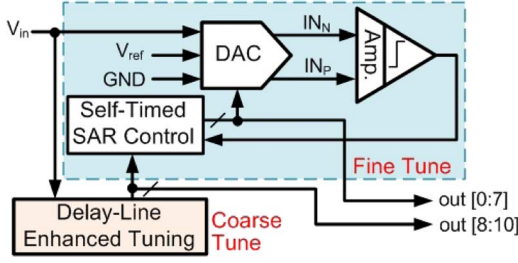 Vin
Vref
GND
DAC
INN
INP
Amp.
Self-Timed
SAR Control
Fine Tune
Delay-Line
Enhanced Tuning
Coarse
Tune
out [0:7]
out [8:10]